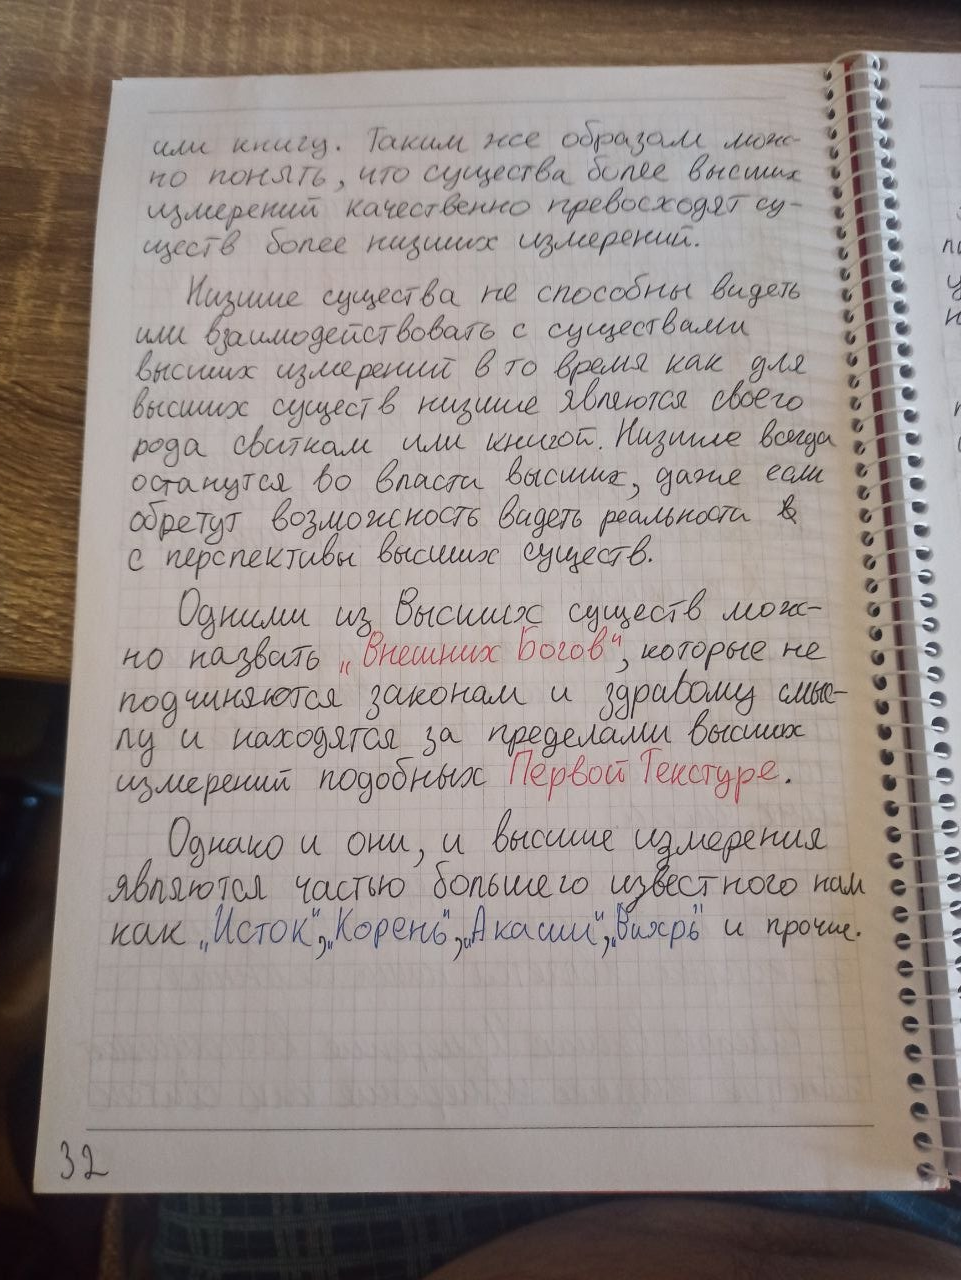 или книгу. Таким же образом мож-
но понять, что существа более высших
измерений качественно превосходят су-
ществ более низших измерений.
Низшие существа не способны видеть
или взаимодействовать с существами
высших измерений в то время как для
высших существ низшие являются своего
рода свиткам или книгой. Низшие всегда
останутся во власти высших, даже если
обретут возможность видеть реальности
с перспективы высших существ.
Одними из Высших существ мож-
но назвать „Внешних Богов“, которые не
подчиняются законам и здравому смыс-
лу и находятся за пределами высших
измерений подобных Первой Текстуре.
Однако и они, и высшие измерения
являются частью большего известного нам
как „Исток“, „Корень“, „Акаши“, „Вихрь“ и прочие.
32